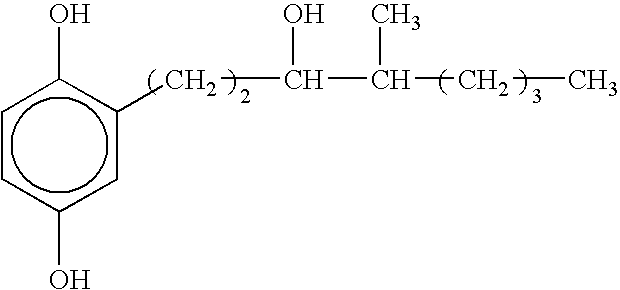 OH OH CH₃
(CH₂)₂ CH CH (CH₂)₃ CH₃
OH